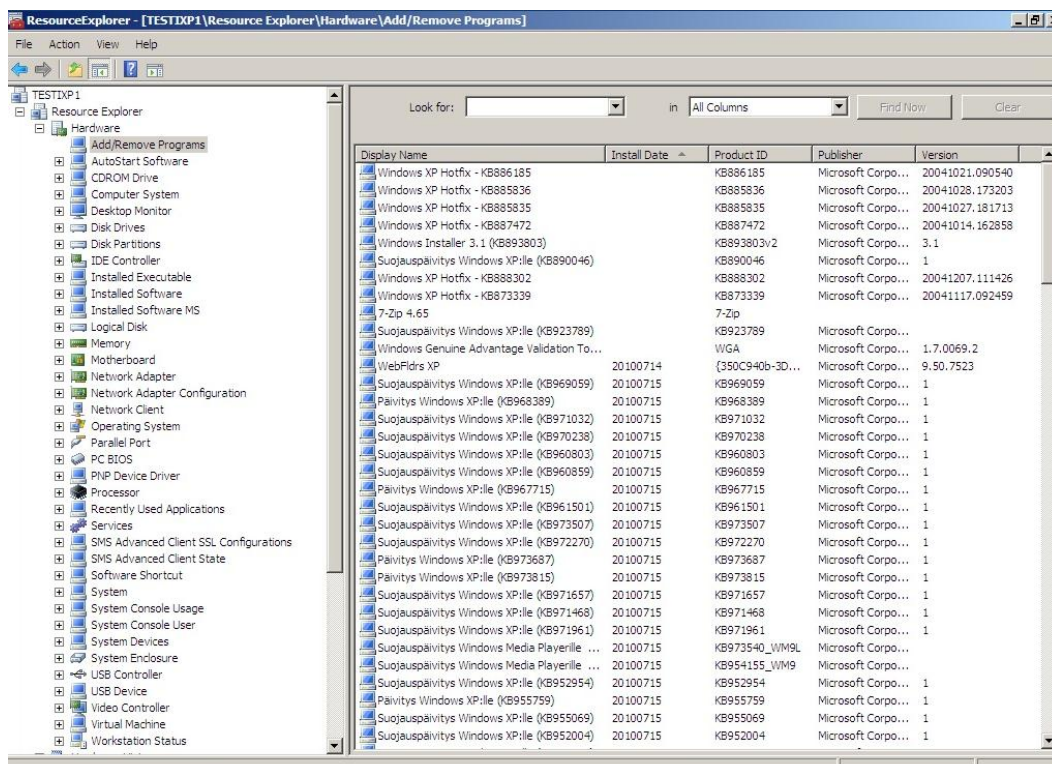 ResourceExplorer - [TESTIXP1\Resource Explorer\Hardware\Add/Remove Programs]
File Action View Help
TESTIXP1
Resource Explorer
Hardware
Add/Remove Programs
AutoStart Software
CDROM Drive
Computer System
Desktop Monitor
Disk Drives
Disk Partitions
IDE Controller
Installed Executable
Installed Software
Installed Software MS
Logical Disk
Memory
Motherboard
Network Adapter
Network Adapter Configuration
Network Client
Operating System
Parallel Port
PC BIOS
PNP Device Driver
Processor
Recently Used Applications
Services
SMS Advanced Client SSL Configurations
SMS Advanced Client State
Software Shortcut
System
System Console Usage
System Console User
System Devices
System Enclosure
USB Controller
USB Device
Video Controller
Virtual Machine
Workstation Status
Look for: in All Columns Find Now Clear
Display Name Install Date Product ID Publisher Version
Windows XP Hotfix - KB886185 KB886185 Microsoft Corpo... 20041021.090540
Windows XP Hotfix - KB885836 KB885836 Microsoft Corpo... 20041028.173203
Windows XP Hotfix - KB885835 KB885835 Microsoft Corpo... 20041027.181713
Windows XP Hotfix - KB887472 KB887472 Microsoft Corpo... 20041014.162858
Windows Installer 3.1 (KB893803) KB893803v2 Microsoft Corpo... 3.1
Suojauspäivitys Windows XP:lle (KB890046) KB890046 Microsoft Corpo... 1
Windows XP Hotfix - KB888302 KB888302 Microsoft Corpo... 20041207.111426
Windows XP Hotfix - KB873339 KB873339 Microsoft Corpo... 20041117.092459
7-Zip 4.65 7-Zip
Suojauspäivitys Windows XP:lle (KB923789) KB923789 Microsoft Corpo...
Windows Genuine Advantage Validation To... WGA Microsoft Corpo... 1.7.0069.2
WebFldrs XP 20100714 {350C940b-3D... Microsoft Corpo... 9.50.7523
Suojauspäivitys Windows XP:lle (KB969059) 20100715 KB969059 Microsoft Corpo... 1
Päivitys Windows XP:lle (KB968389) 20100715 KB968389 Microsoft Corpo... 1
Suojauspäivitys Windows XP:lle (KB971032) 20100715 KB971032 Microsoft Corpo... 1
Suojauspäivitys Windows XP:lle (KB970238) 20100715 KB970238 Microsoft Corpo... 1
Suojauspäivitys Windows XP:lle (KB960803) 20100715 KB960803 Microsoft Corpo... 1
Suojauspäivitys Windows XP:lle (KB960859) 20100715 KB960859 Microsoft Corpo... 1
Päivitys Windows XP:lle (KB967715) 20100715 KB967715 Microsoft Corpo... 1
Suojauspäivitys Windows XP:lle (KB961501) 20100715 KB961501 Microsoft Corpo... 1
Suojauspäivitys Windows XP:lle (KB973507) 20100715 KB973507 Microsoft Corpo... 1
Suojauspäivitys Windows XP:lle (KB972270) 20100715 KB972270 Microsoft Corpo... 1
Päivitys Windows XP:lle (KB973687) 20100715 KB973687 Microsoft Corpo... 1
Päivitys Windows XP:lle (KB973815) 20100715 KB973815 Microsoft Corpo... 1
Suojauspäivitys Windows XP:lle (KB971657) 20100715 KB971657 Microsoft Corpo... 1
Suojauspäivitys Windows XP:lle (KB971468) 20100715 KB971468 Microsoft Corpo... 1
Suojauspäivitys Windows XP:lle (KB971961) 20100715 KB971961 Microsoft Corpo... 1
Suojauspäivitys Windows Media Playerille ... 20100715 KB973540_WM9L Microsoft Corpo...
Suojauspäivitys Windows Media Playerille ... 20100715 KB954155_WM9 Microsoft Corpo...
Suojauspäivitys Windows XP:lle (KB952954) 20100715 KB952954 Microsoft Corpo... 1
Päivitys Windows XP:lle (KB955759) 20100715 KB955759 Microsoft Corpo... 1
Suojauspäivitys Windows XP:lle (KB955069) 20100715 KB955069 Microsoft Corpo... 1
Suojauspäivitys Windows XP:lle (KB952004) 20100715 KB952004 Microsoft Corpo... 1